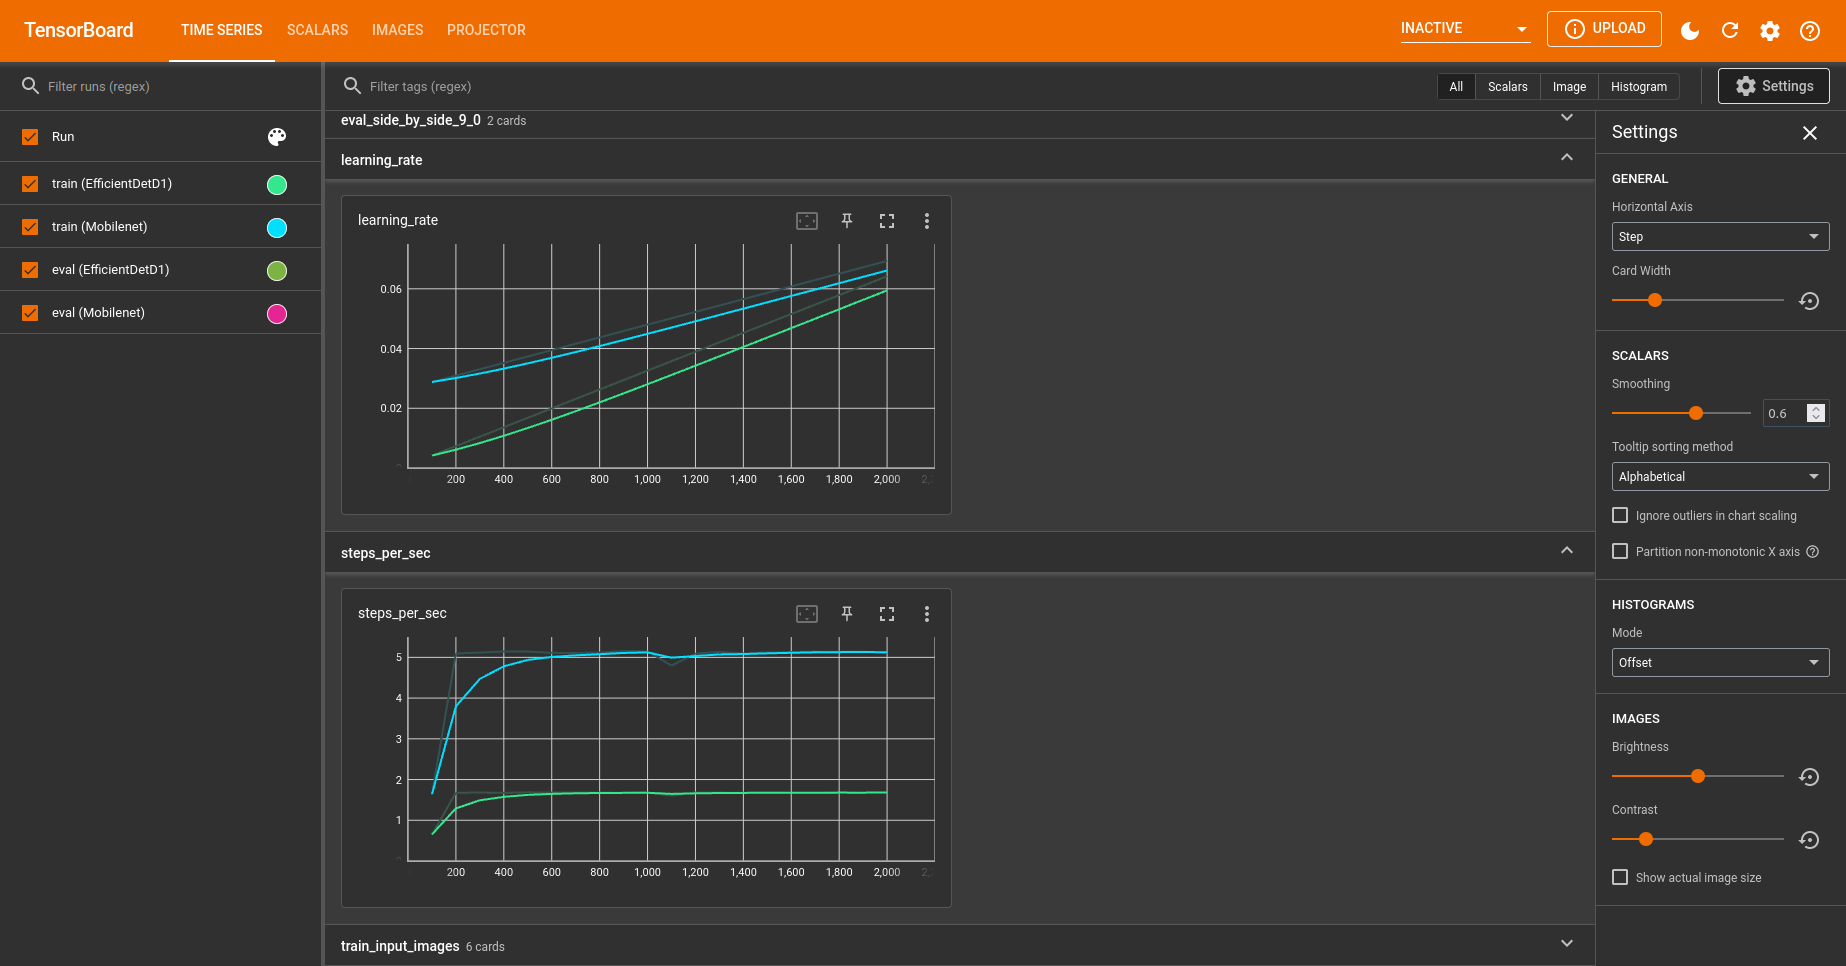 TensorBoard TIME SERIES SCALARS IMAGES PROJECTOR INACTIVE UPLOAD
Filter runs (regex)
Run
train (EfficientDetD1)
train (Mobilenet)
eval (EfficientDetD1)
eval (Mobilenet)
Filter tags (regex) All Scalars Image Histogram Settings
eval_side_by_side_9_0 2 cards
learning_rate
learning_rate
0.06
0.04
0.02
200 400 600 800 1,000 1,200 1,400 1,600 1,800 2,000
steps_per_sec
steps_per_sec
5
4
3
2
1
200 400 600 800 1,000 1,200 1,400 1,600 1,800 2,000
train_input_images 6 cards
Settings
GENERAL
Horizontal Axis
Step
Card Width
SCALARS
Smoothing
0.6
Tooltip sorting method
Alphabetical
Ignore outliers in chart scaling
Partition non-monotonic X axis
HISTOGRAMS
Mode
Offset
IMAGES
Brightness
Contrast
Show actual image size